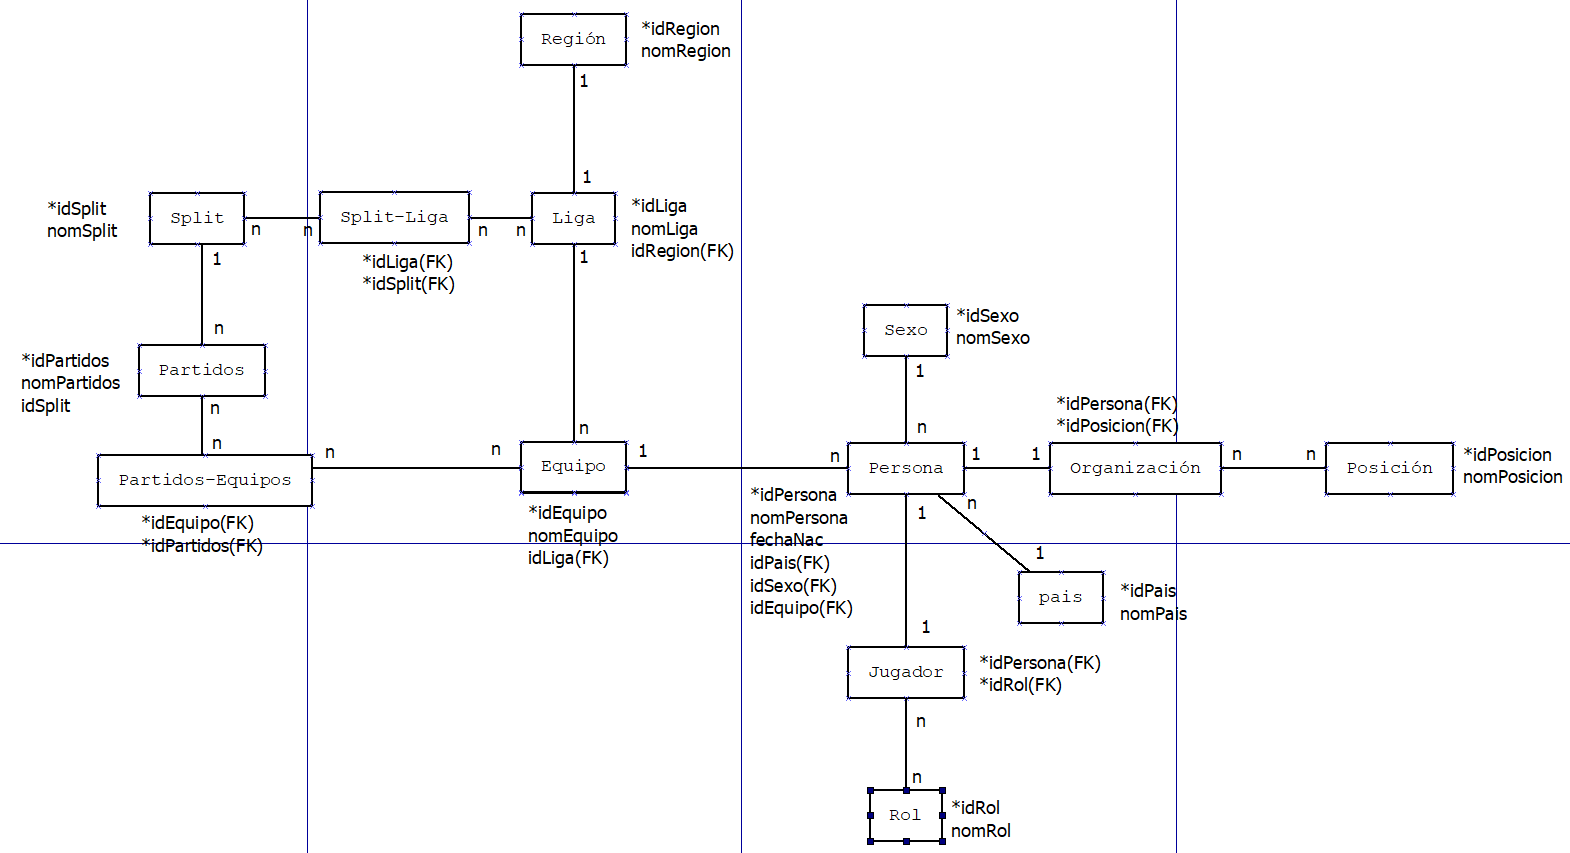 Región
*idRegion
nomRegion
1
1
*idSplit
nomSplit
Split
n
n
Split-Liga
n
n
Liga
*idLiga
nomLiga
idRegion(FK)
*idLiga(FK)
*idSplit(FK)
1
1
n
*idPartidos
nomPartidos
idSplit
Partidos
n
n
Partidos-Equipos
*idEquipo(FK)
*idPartidos(FK)
n
n
n
Equipo
1
*idEquipo
nomEquipo
idLiga(FK)
Sexo
*idSexo
nomSexo
1
n
n
Persona
*idPersona
nomPersona
fechaNac
idPais(FK)
idSexo(FK)
idEquipo(FK)
1
1
*idPersona(FK)
*idPosicion(FK)
Organización
n
n
Posición
*idPosicion
nomPosicion
1
n
1
pais
*idPais
nomPais
1
Jugador
*idPersona(FK)
*idRol(FK)
n
n
Rol
*idRol
nomRol